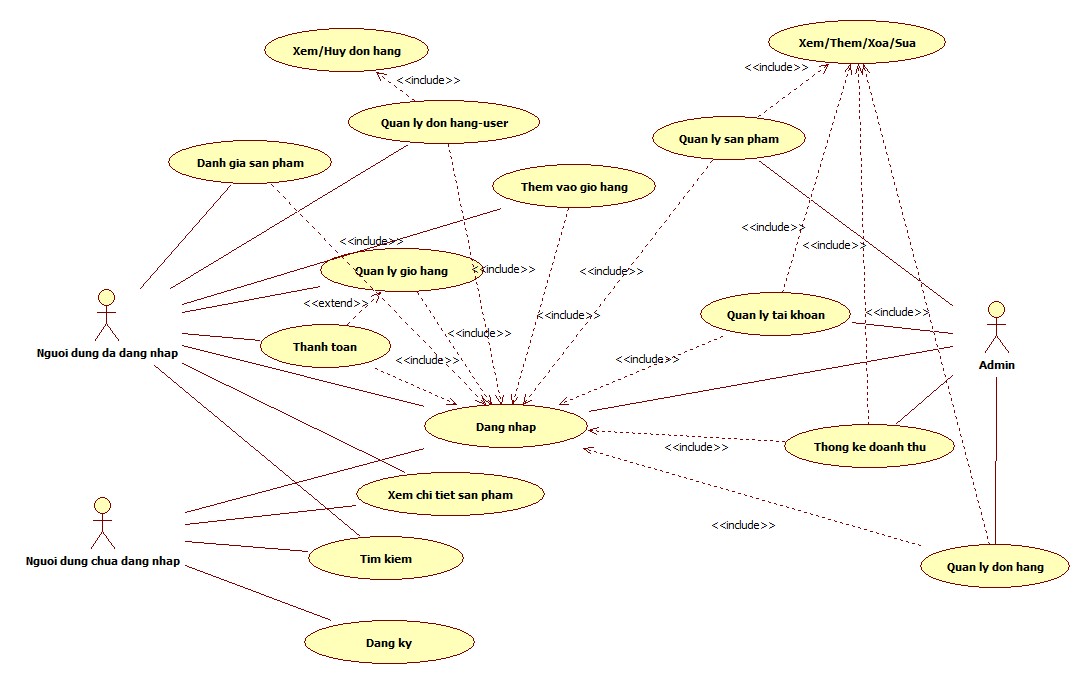 Xem/Huy don hang
Xem/Them/Xoa/Sua
<<include>>
<<include>>
Quan ly don hang-user
Quan ly san pham
Danh gia san pham
Them vao gio hang
<<include>>
<<include>>
<<include>>
Quan ly gio hang
<<include>>
<<include>>
<<extend>>
<<include>>
<<include>>
Quan ly tai khoan
<<include>>
Thanh toan
Nguoi dung da dang nhap
<<include>>
<<include>>
Admin
Dang nhap
<<include>>
Thong ke doanh thu
Xem chi tiet san pham
<<include>>
Nguoi dung chua dang nhap
Tim kiem
Quan ly don hang
Dang ky